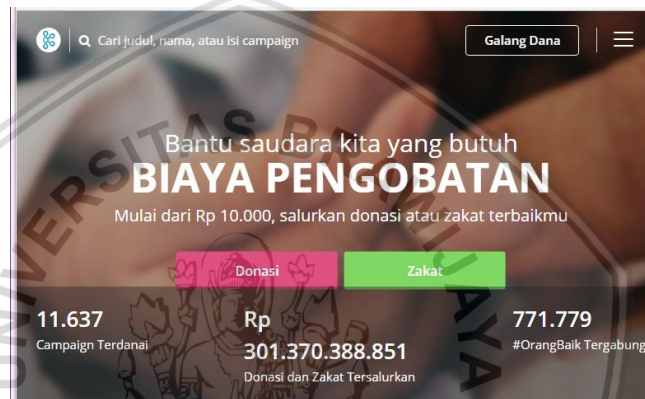 Cari judul, nama, atau isi campaign
Galang Dana
Bantu saudara kita yang butuh
BIAYA PENGOBATAN
Mulai dari Rp 10.000, salurkan donasi atau zakat terbaikmu
Donasi
Zakat
11.637
Campaign Terdanai
Rp
301.370.388.851
Donasi dan Zakat Tersalurkan
771.779
#OrangBaik Tergabung
UNIVERSITAS BRAWIJAYA